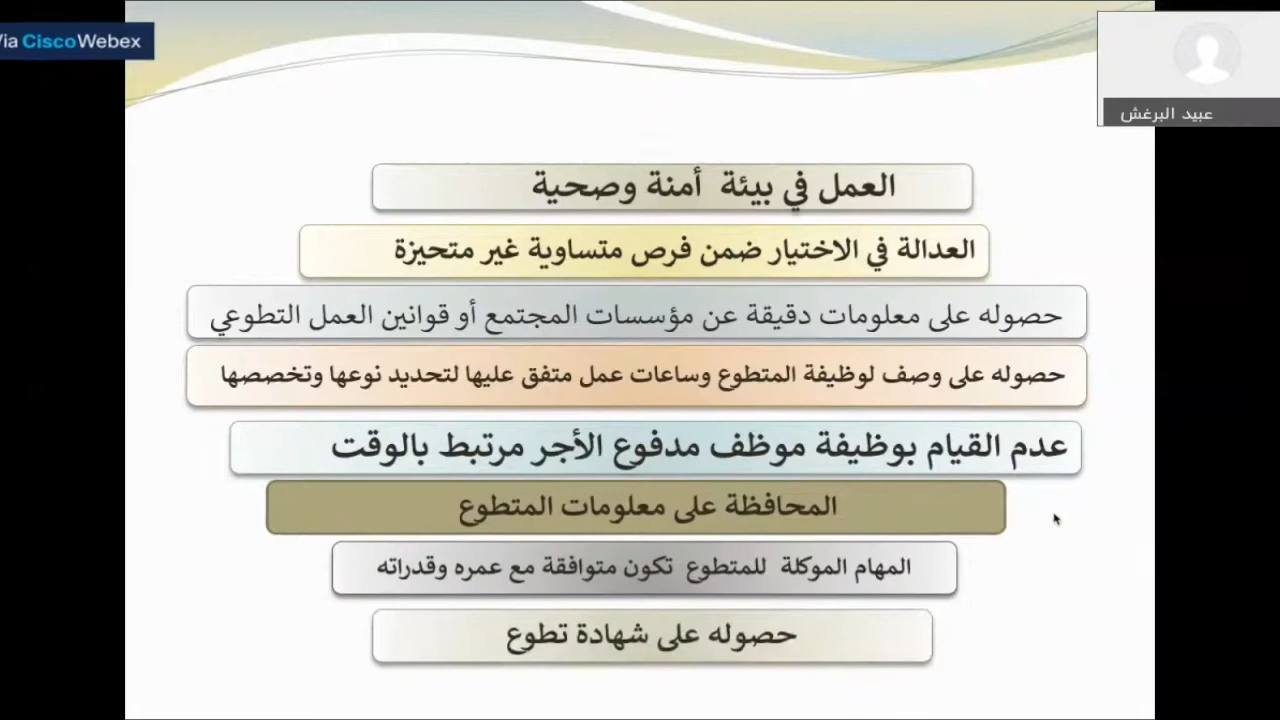 Via CiscoWebex
عبيد البرغش
العمل في بيئة أمنة وصحية
العدالة في الاختيار ضمن فرص متساوية غير متحيزة
حصوله على معلومات دقيقة عن مؤسسات المجتمع أو قوانين العمل التطوعي
حصوله على وصف لوظيفة المتطوع وساعات عمل متفق عليها لتحديد نوعها وتخصصها
عدم القيام بوظيفة موظف مدفوع الأجر مرتبط بالوقت
المحافظة على معلومات المتطوع
المهام الموكلة للمتطوع تكون متوافقة مع عمره وقدراته
حصوله على شهادة تطوع